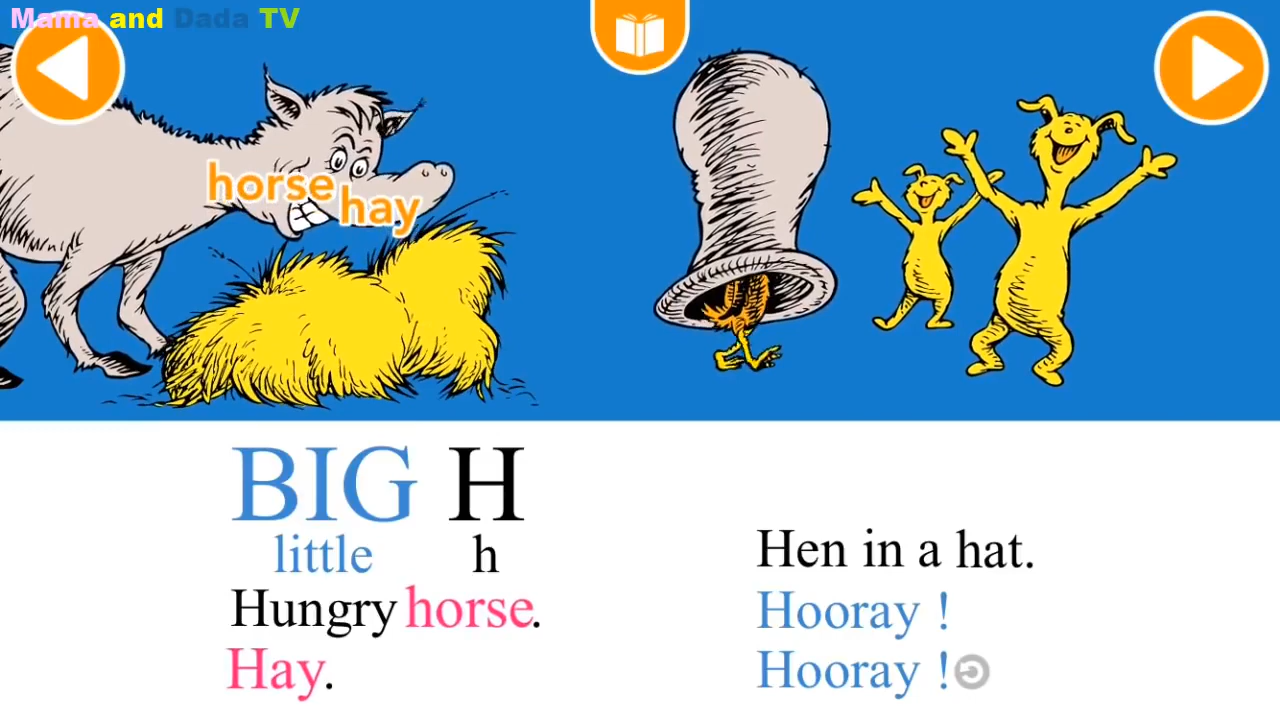 Mama and Dada TV
horse
hay
BIG H
little h
Hungry horse.
Hay.
Hen in a hat.
Hooray !
Hooray !